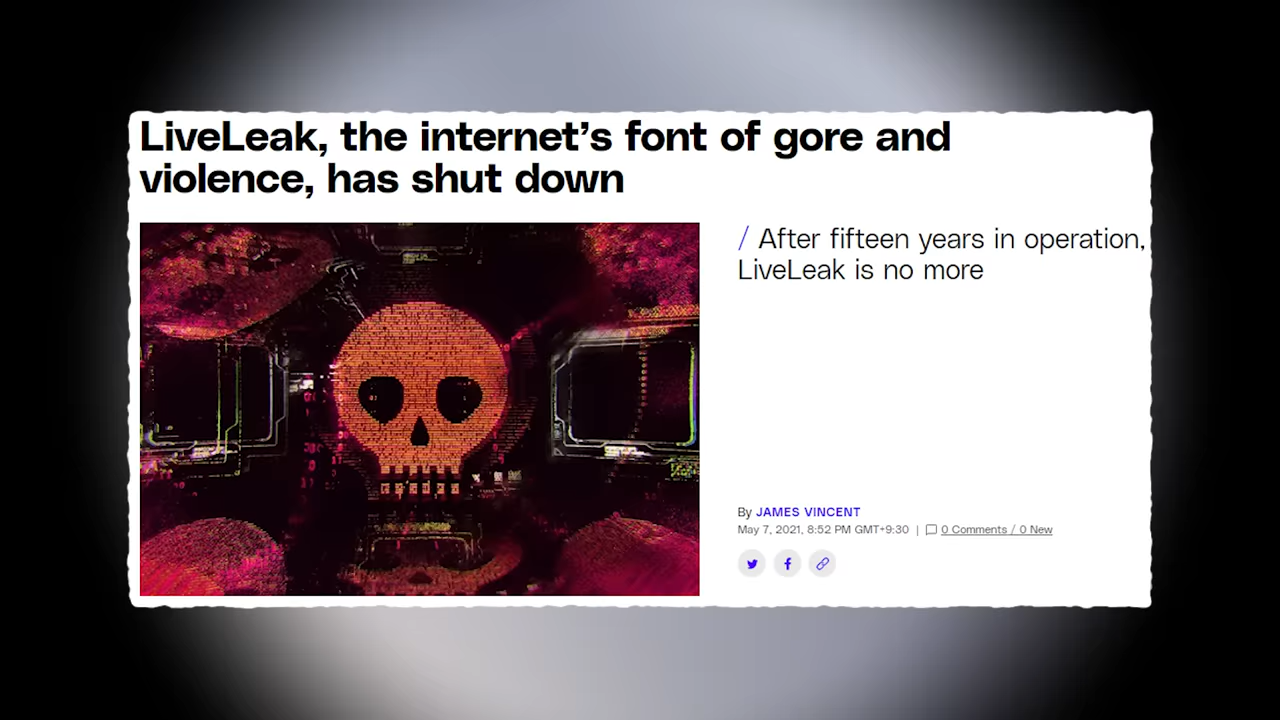 LiveLeak, the internet’s font of gore and
violence, has shut down
/ After fifteen years in operation,
LiveLeak is no more
By JAMES VINCENT
May 7, 2021, 8:52 PM GMT+9:30 | 0 Comments / 0 New